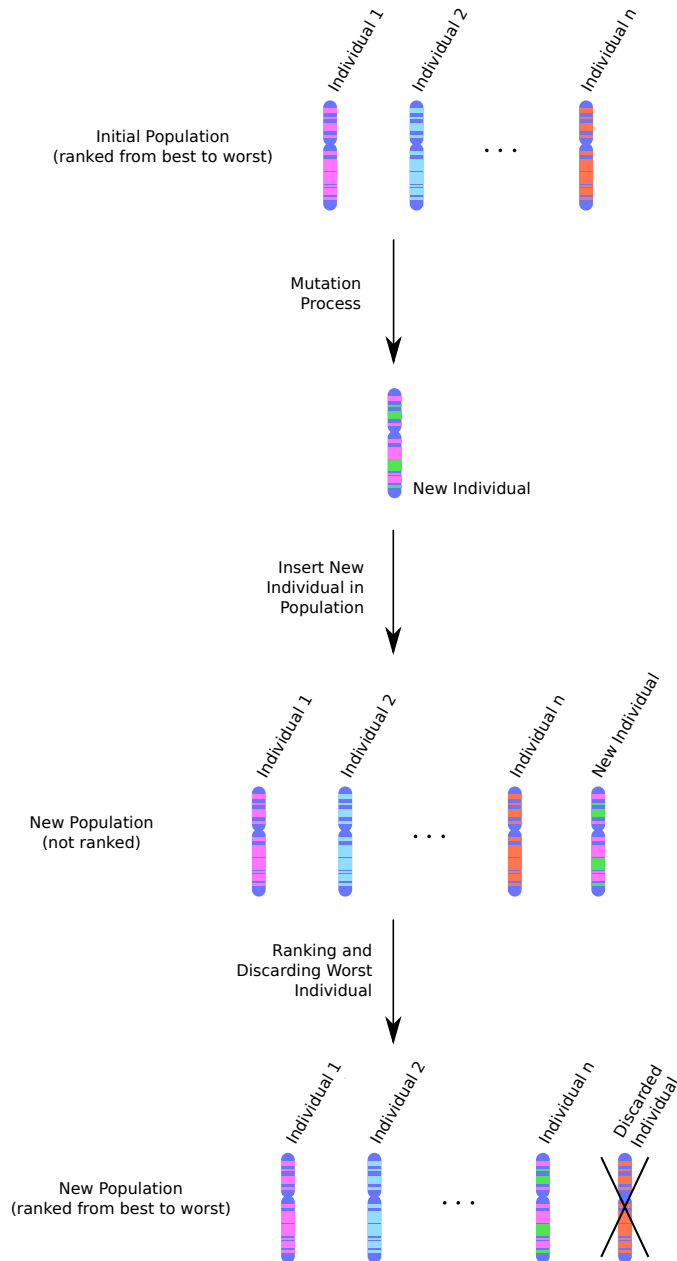 Individual 1
Individual 2
Individual n
Initial Population
(ranked from best to worst)
. . .
Mutation
Process
New Individual
Insert New
Individual in
Population
Individual 1
Individual 2
Individual n
New Individual
New Population
(not ranked)
. . .
Ranking and
Discarding Worst
Individual
Individual 1
Individual 2
Individual n
Discarded
Individual
New Population
(ranked from best to worst)
. . .